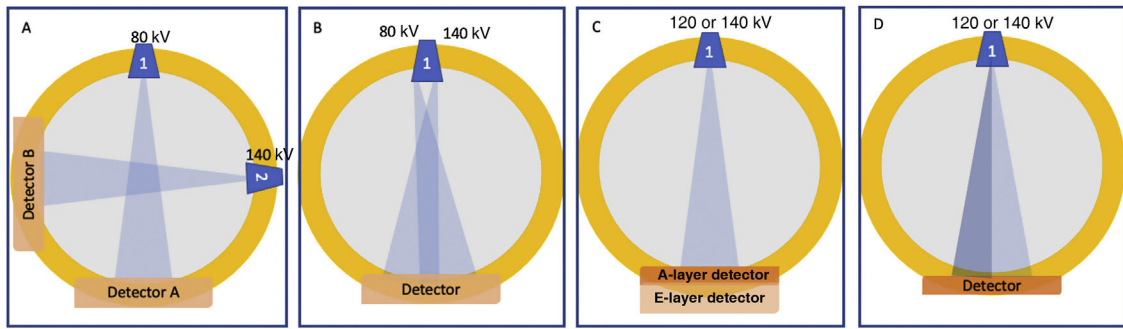 A
80 kV
1
Detector B
140 kV
2
Detector A
B
80 kV
140 kV
1
Detector
C
120 or 140 kV
1
A-layer detector
E-layer detector
D
120 or 140 kV
1
Detector